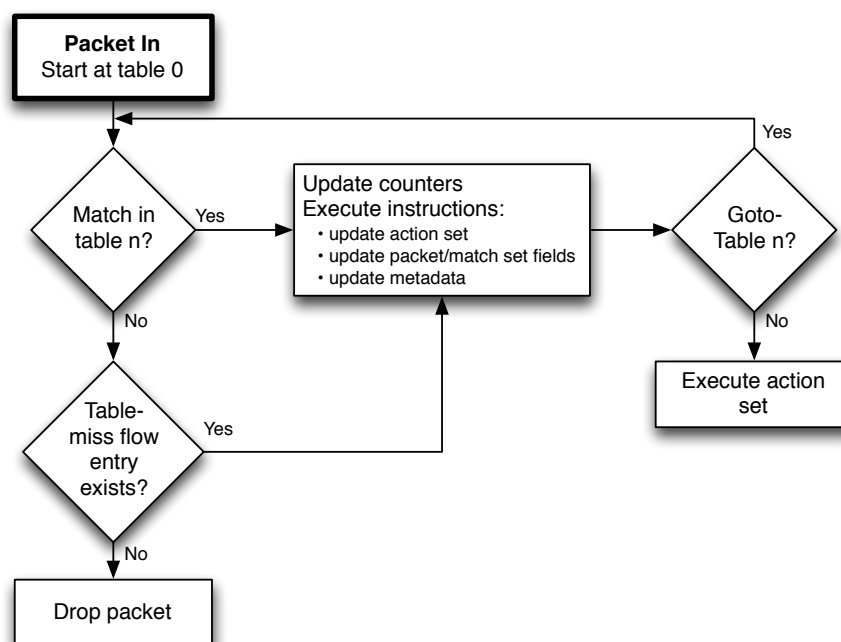 Packet In
Start at table 0
Yes
Match in
table n?
Yes
Update counters
Execute instructions:
• update action set
• update packet/match set fields
• update metadata
Goto-
Table n?
No
No
Execute action
set
Table-
miss flow
entry
exists?
Yes
No
Drop packet